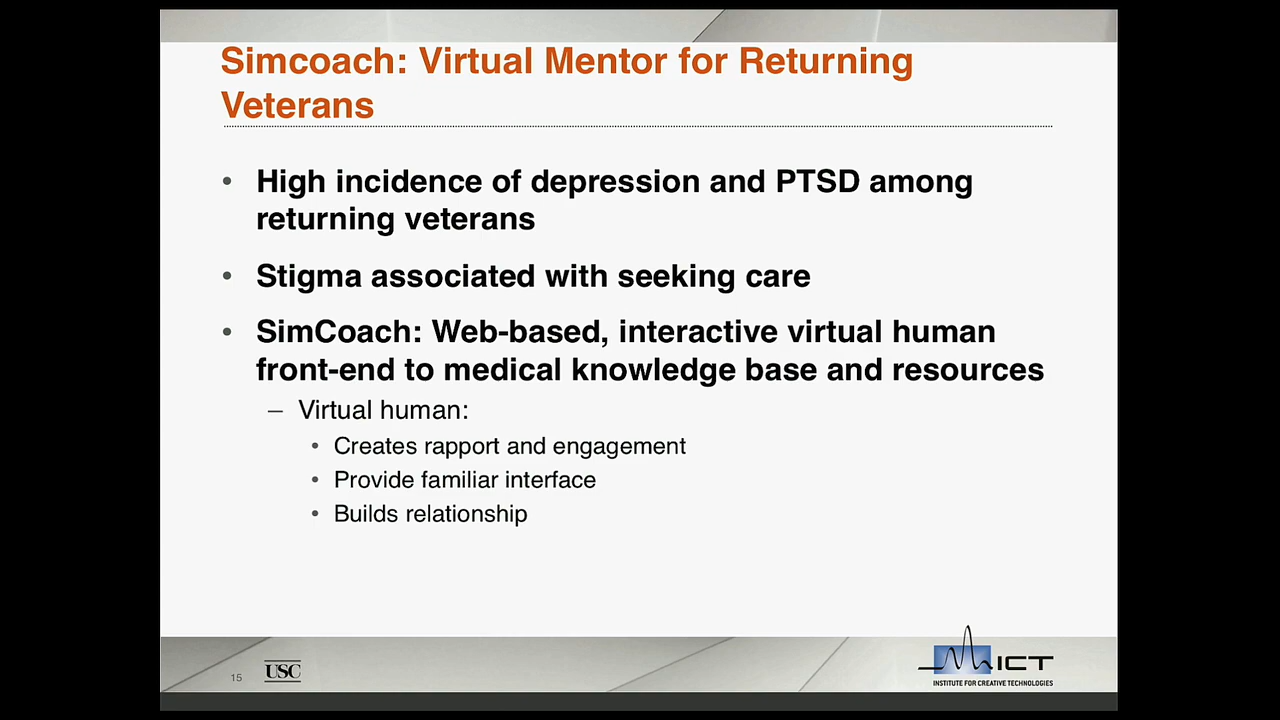 Simcoach: Virtual Mentor for Returning
Veterans
• High incidence of depression and PTSD among
returning veterans
• Stigma associated with seeking care
• SimCoach: Web-based, interactive virtual human
front-end to medical knowledge base and resources
– Virtual human:
• Creates rapport and engagement
• Provide familiar interface
• Builds relationship
15
USC
ICT
INSTITUTE FOR CREATIVE TECHNOLOGIES